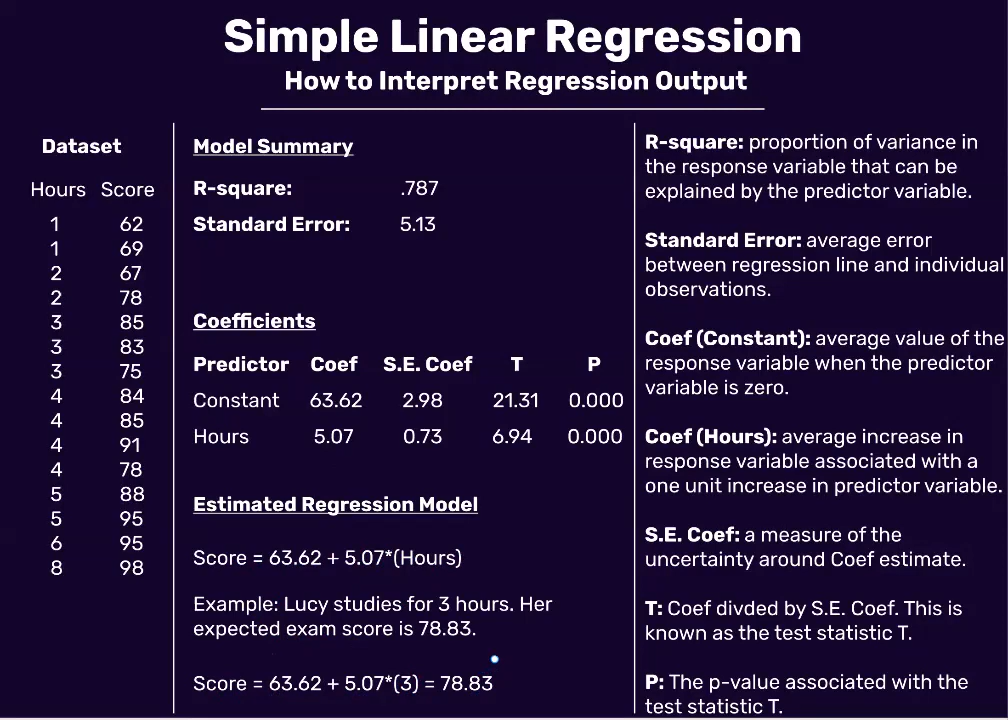 Simple Linear Regression
How to Interpret Regression Output
Dataset
Hours Score
1 62
1 69
2 67
2 78
3 85
3 83
3 75
4 84
4 85
4 91
4 78
5 88
5 95
6 95
8 98
Model Summary
R-square: .787
Standard Error: 5.13
Coefficients
Predictor Coef S.E. Coef T P
Constant 63.62 2.98 21.31 0.000
Hours 5.07 0.73 6.94 0.000
Estimated Regression Model
Score = 63.62 + 5.07*(Hours)
Example: Lucy studies for 3 hours. Her
expected exam score is 78.83.
Score = 63.62 + 5.07*(3) = 78.83
R-square: proportion of variance in
the response variable that can be
explained by the predictor variable.
Standard Error: average error
between regression line and individual
observations.
Coef (Constant): average value of the
response variable when the predictor
variable is zero.
Coef (Hours): average increase in
response variable associated with a
one unit increase in predictor variable.
S.E. Coef: a measure of the
uncertainty around Coef estimate.
T: Coef divded by S.E. Coef. This is
known as the test statistic T.
P: The p-value associated with the
test statistic T.